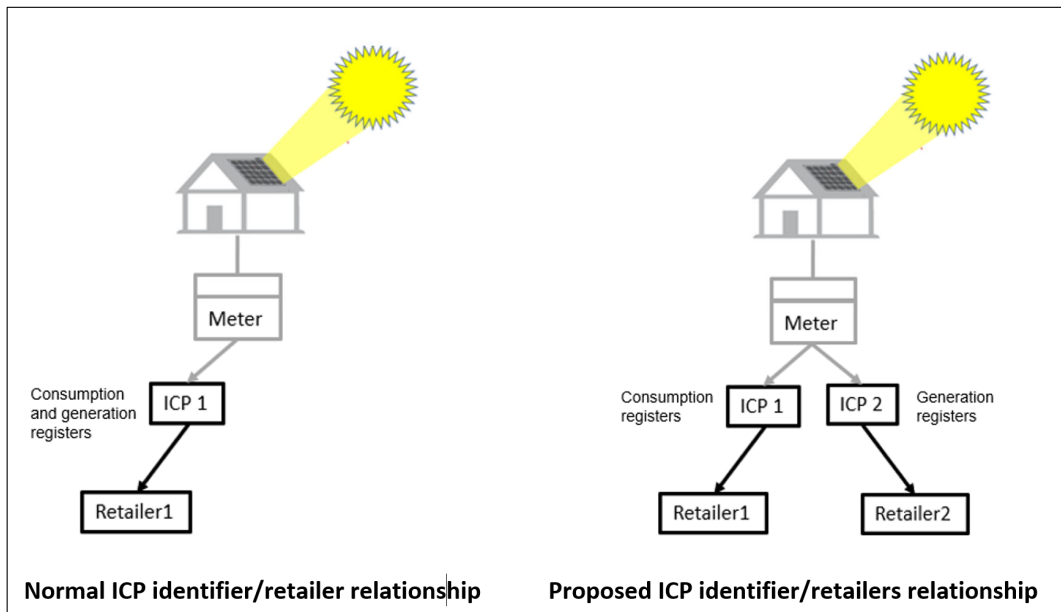 Meter
Consumption
and generation
registers
ICP 1
Retailer1
Normal ICP identifier/retailer relationship
Meter
Consumption
registers
ICP 1
ICP 2
Generation
registers
Retailer1
Retailer2
Proposed ICP identifier/retailers relationship